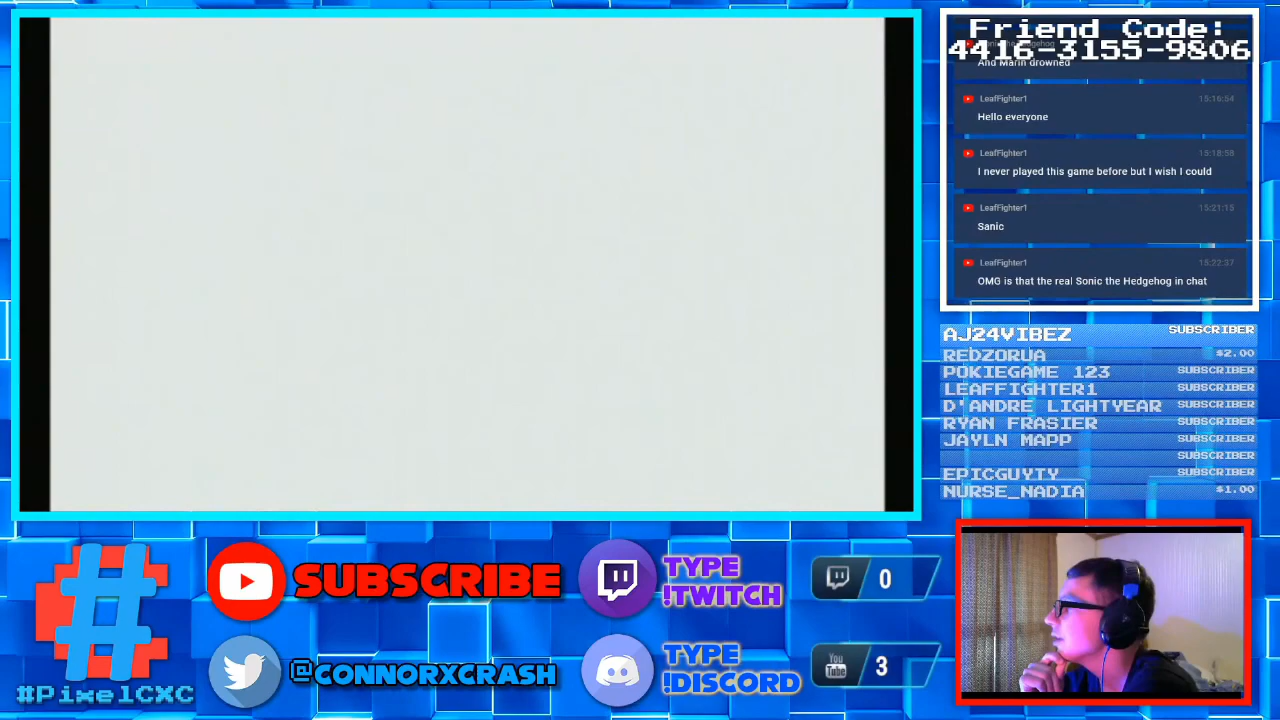 Friend Code:
4416-3155-9806
And Marin drowned
LeafFighter1 15:16:54
Hello everyone
LeafFighter1 15:18:58
I never played this game before but I wish I could
LeafFighter1 15:21:15
Sanic
LeafFighter1 15:22:37
OMG is that the real Sonic the Hedgehog in chat
AJ24VIBEZ SUBSCRIBER
REDZORUA $2.00
POKIEGAME 123 SUBSCRIBER
LEAFFIGHTER1 SUBSCRIBER
D'ANDRE LIGHTYEAR SUBSCRIBER
RYAN FRASIER SUBSCRIBER
JAYLN MAPP SUBSCRIBER
SUBSCRIBER
EPICGUYTY SUBSCRIBER
NURSE_NADIA $1.00
#
#PixelCXC
SUBSCRIBE
@CONNORXCRASH
TYPE
!TWITCH
TYPE
!DISCORD
0
You
Tube 3